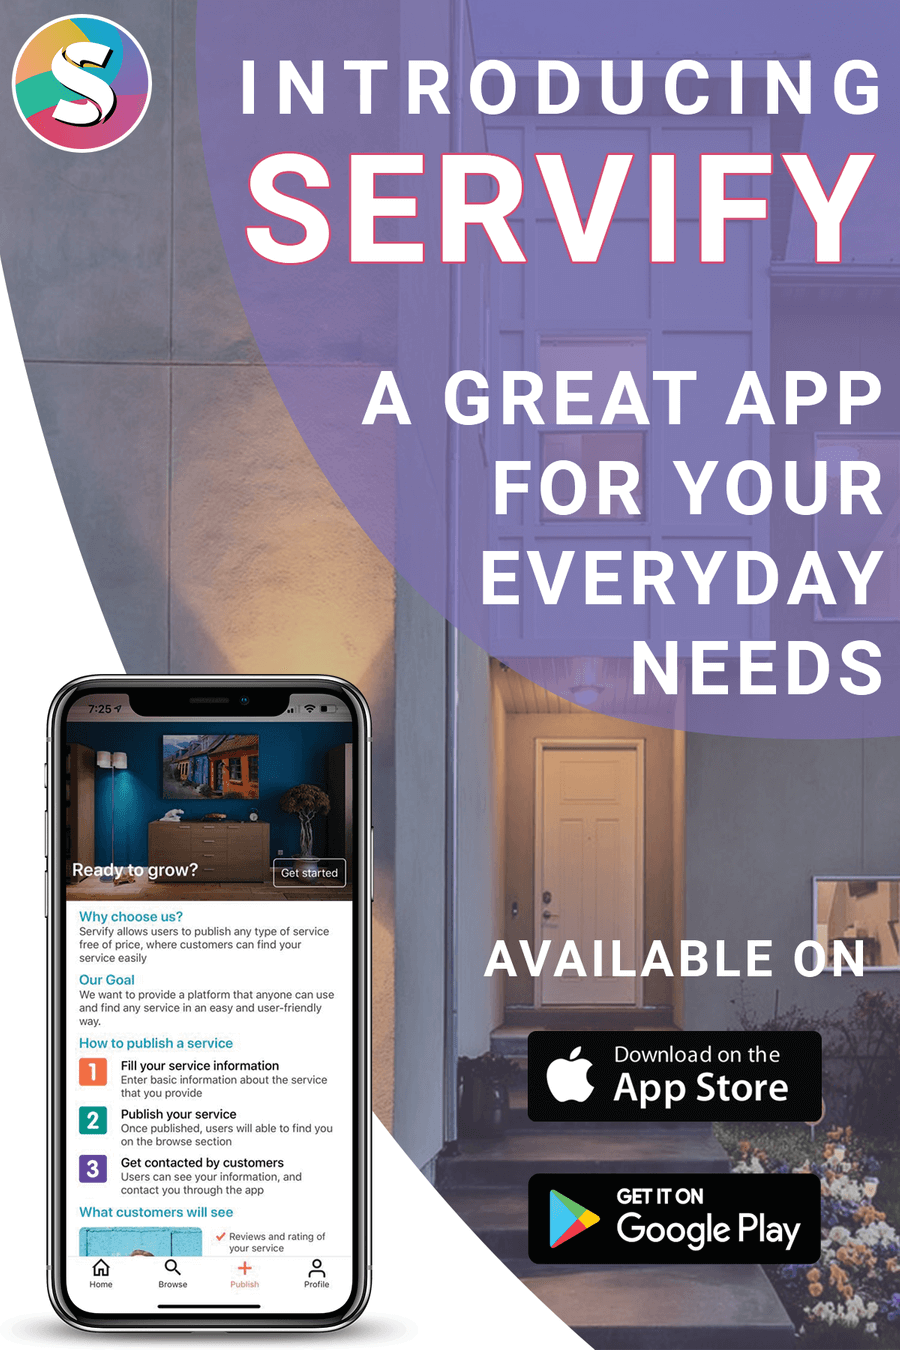 S
INTRODUCING
SERVIFY
A GREAT APP
FOR YOUR
EVERYDAY
NEEDS
7:25
Ready to grow?
Get started
Why choose us?
Servify allows users to publish any type of service
free of price, where customers can find your
service easily
Our Goal
We want to provide a platform that anyone can use
and find any service in an easy and user-friendly
way.
How to publish a service
1
Fill your service information
Enter basic information about the service
that you provide
2
Publish your service
Once published, users will able to find you
on the browse section
3
Get contacted by customers
Users can see your information, and
contact you through the app
What customers will see
Reviews and rating of
your service
Home
Browse
Publish
Profile
AVAILABLE ON
Download on the
App Store
GET IT ON
Google Play